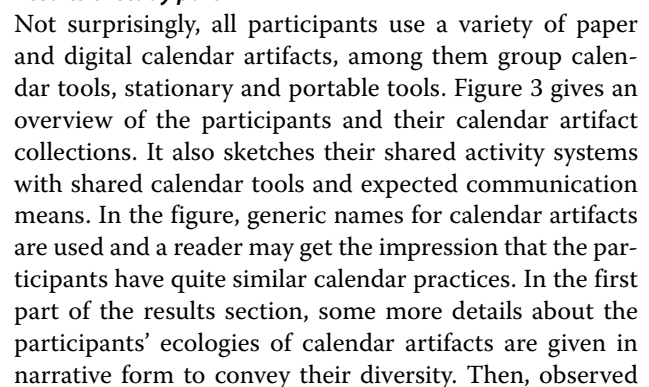 Not surprisingly, all participants use a variety of paper
and digital calendar artifacts, among them group calen-
dar tools, stationary and portable tools. Figure 3 gives an
overview of the participants and their calendar artifact
collections. It also sketches their shared activity systems
with shared calendar tools and expected communication
means. In the figure, generic names for calendar artifacts
are used and a reader may get the impression that the par-
ticipants have quite similar calendar practices. In the first
part of the results section, some more details about the
participants’ ecologies of calendar artifacts are given in
narrative form to convey their diversity. Then, observed